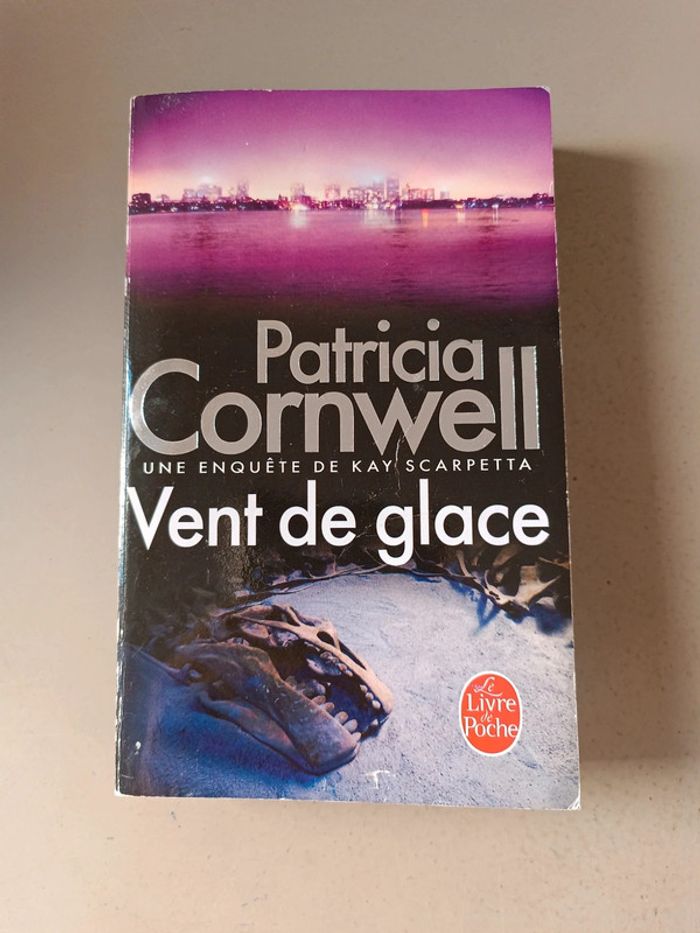 Patricia
Cornwell
UNE ENQUÊTE DE KAY SCARPETTA
Vent de glace
Le
Livre
de
Poche